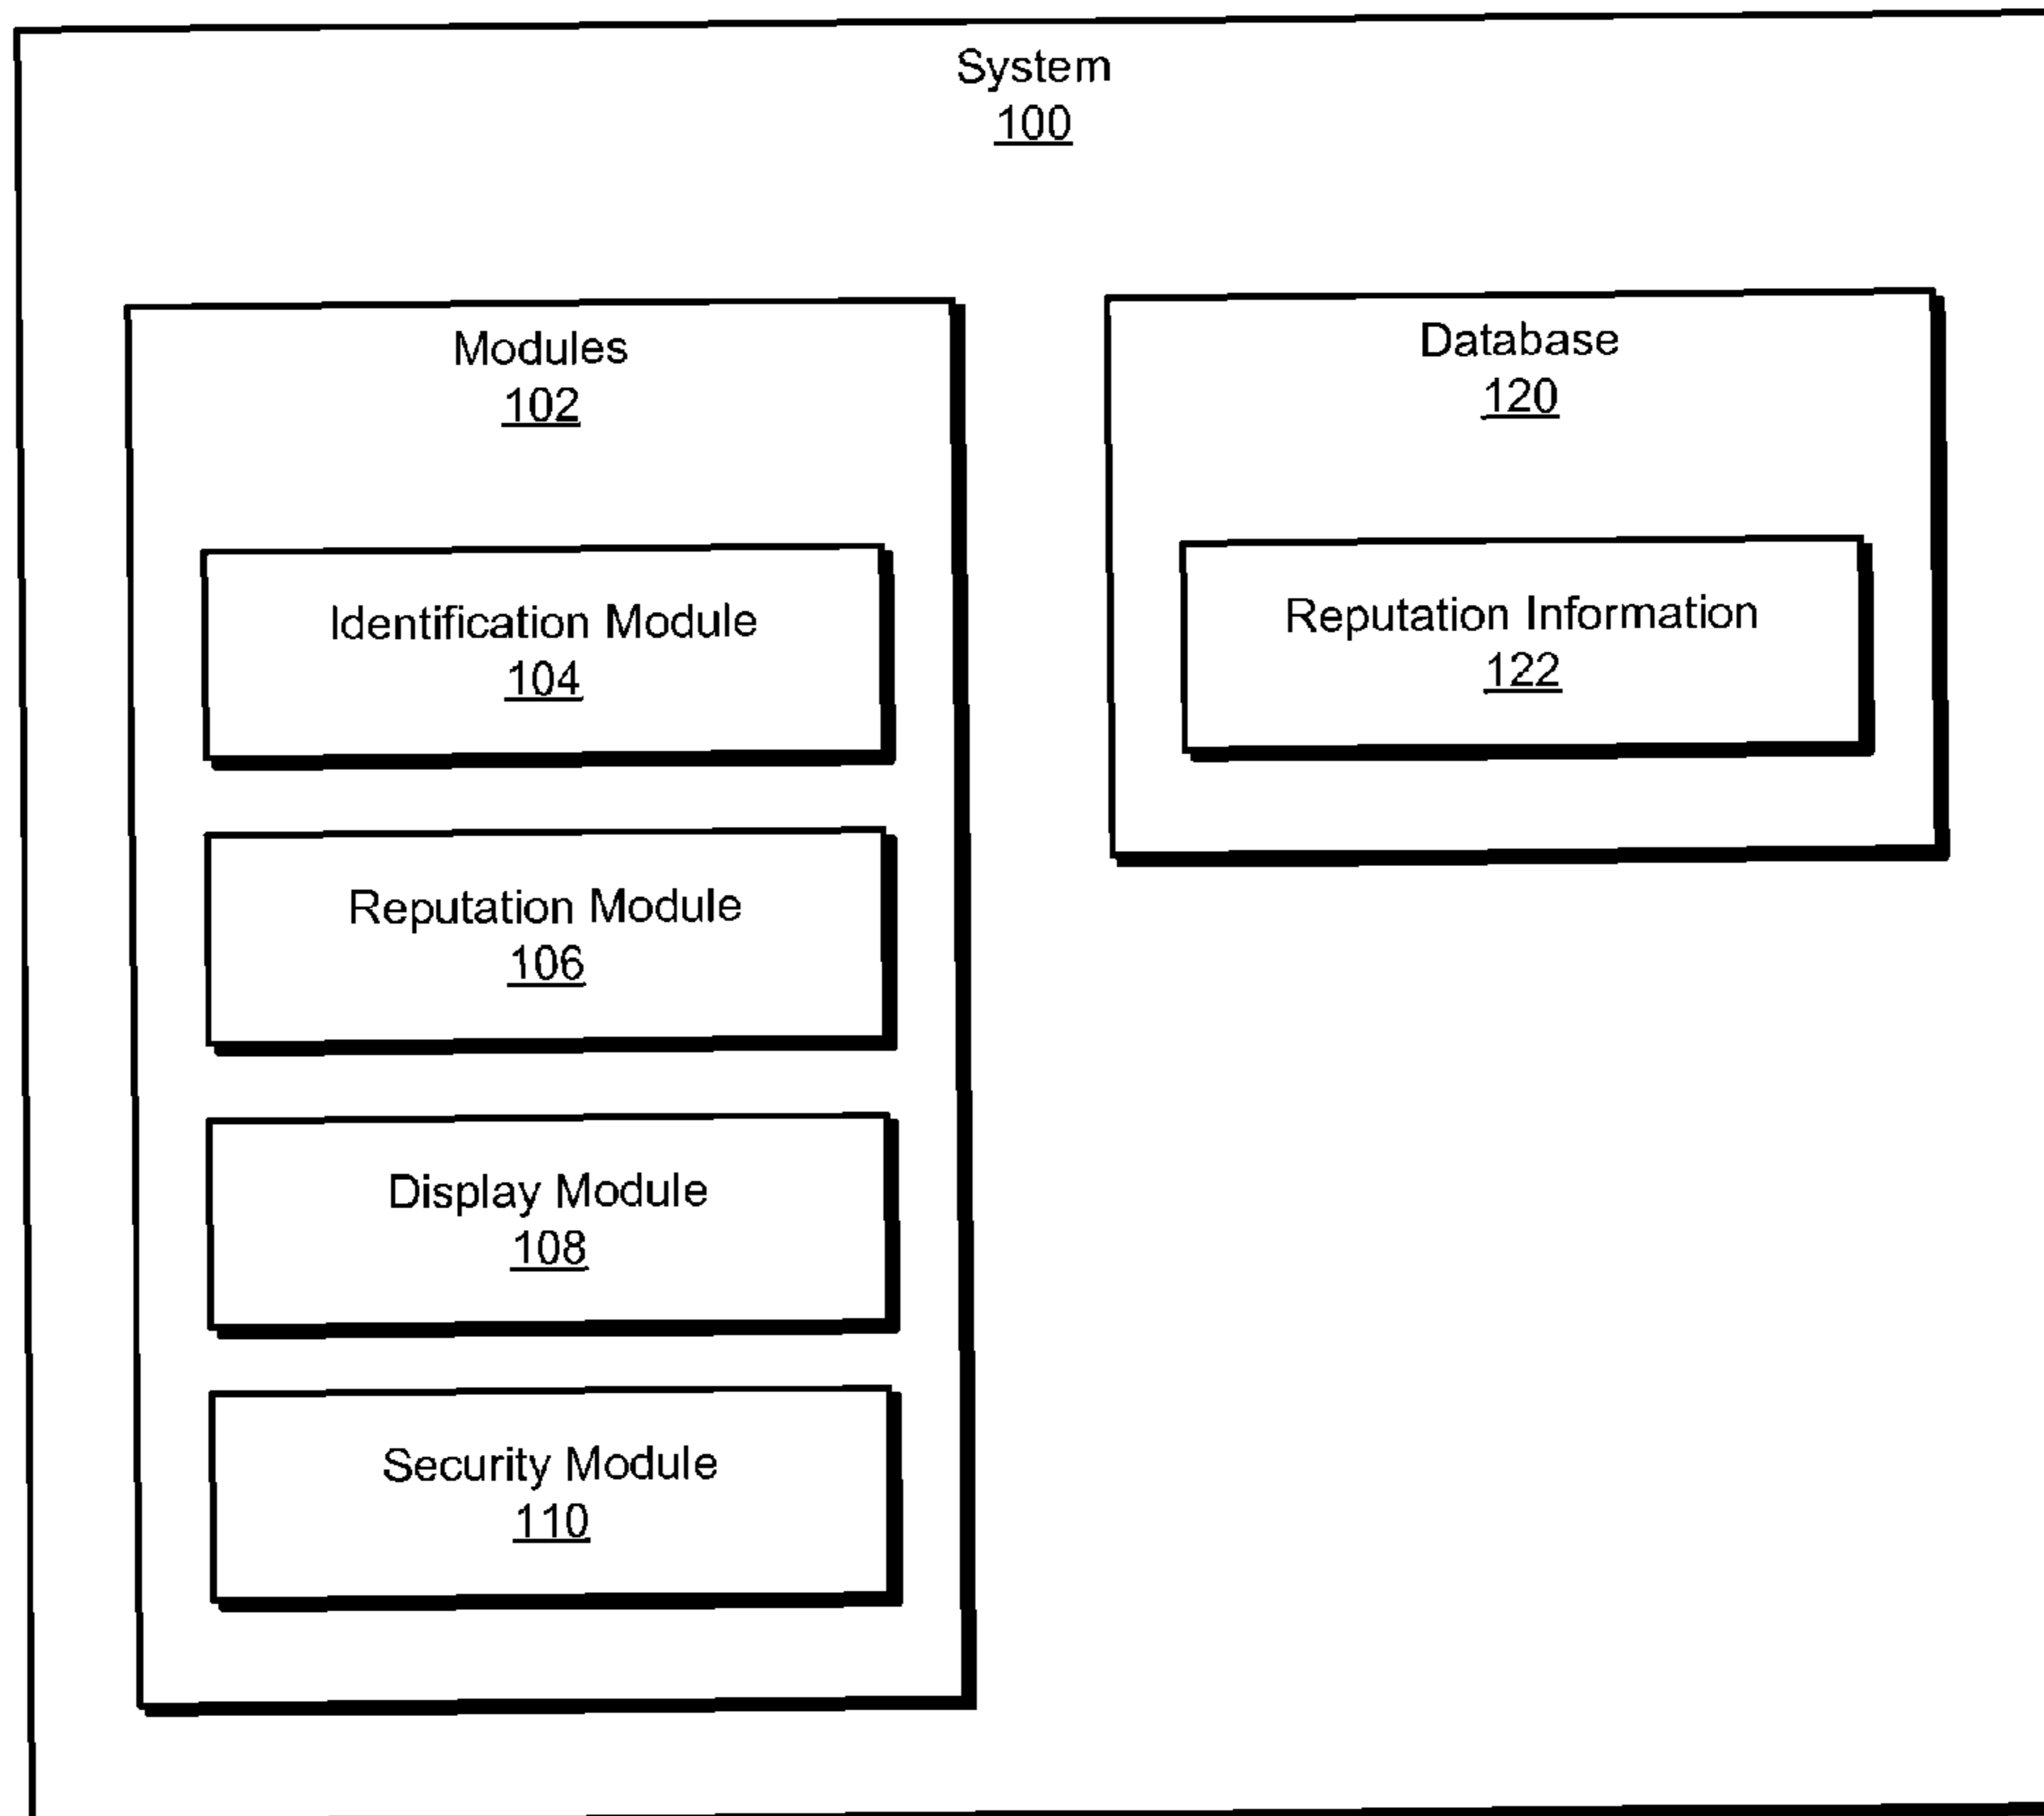 System
100
Modules
102
Identification Module
104
Reputation Module
106
Display Module
108
Security Module
110
Database
120
Reputation Information
122